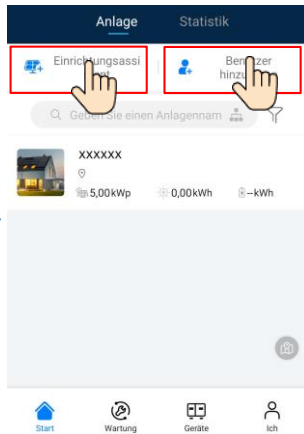 Anlage Statistik
Einrichtungsassi Benutzer
hinzu
Geben Sie einen Anlagennam
XXXXXX
5,00kWp 0,00kWh --kWh
Start Wartung Geräte Ich